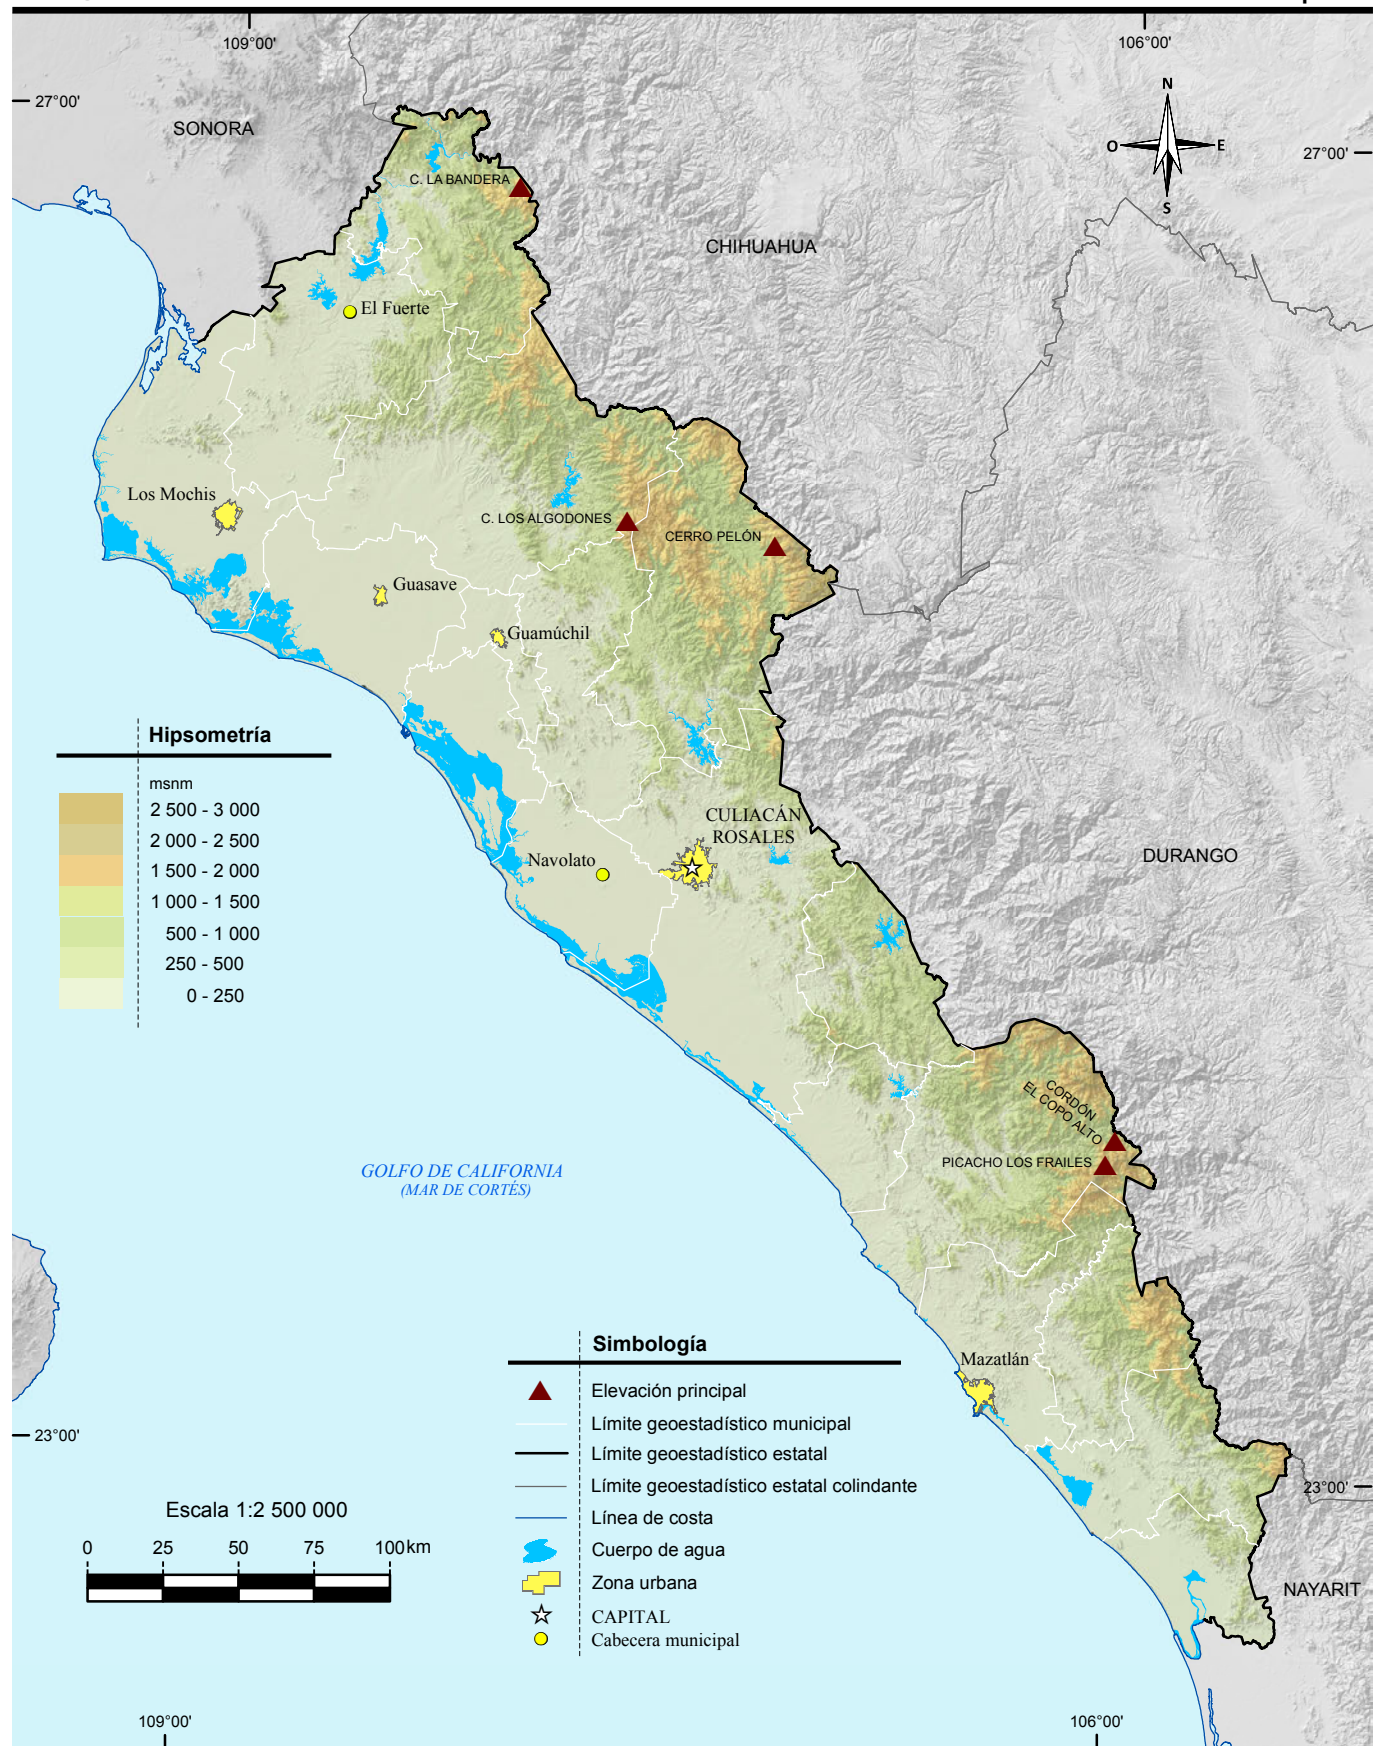 109°00'
106°00'
27°00'
SONORA
N
O
E
S
27°00'
C. LA BANDERA
CHIHUAHUA
El Fuerte
Los Mochis
C. LOS ALGODONES
CERRO PELÓN
Guasave
Guamúchil
Hipsometría
msnm
2 500 - 3 000
2 000 - 2 500
1 500 - 2 000
1 000 - 1 500
500 - 1 000
250 - 500
0 - 250
CULIACÁN
ROSALES
Navolato
DURANGO
CORDÓN
EL COPO ALTO
PICACHO LOS FRAILES
GOLFO DE CALIFORNIA
(MAR DE CORTÉS)
Mazatlán
Simbología
Elevación principal
Límite geoestadístico municipal
Límite geoestadístico estatal
Límite geoestadístico estatal colindante
Línea de costa
Cuerpo de agua
Zona urbana
CAPITAL
Cabecera municipal
23°00'
23°00'
Escala 1:2 500 000
0 25 50 75 100 km
NAYARIT
109°00'
106°00'